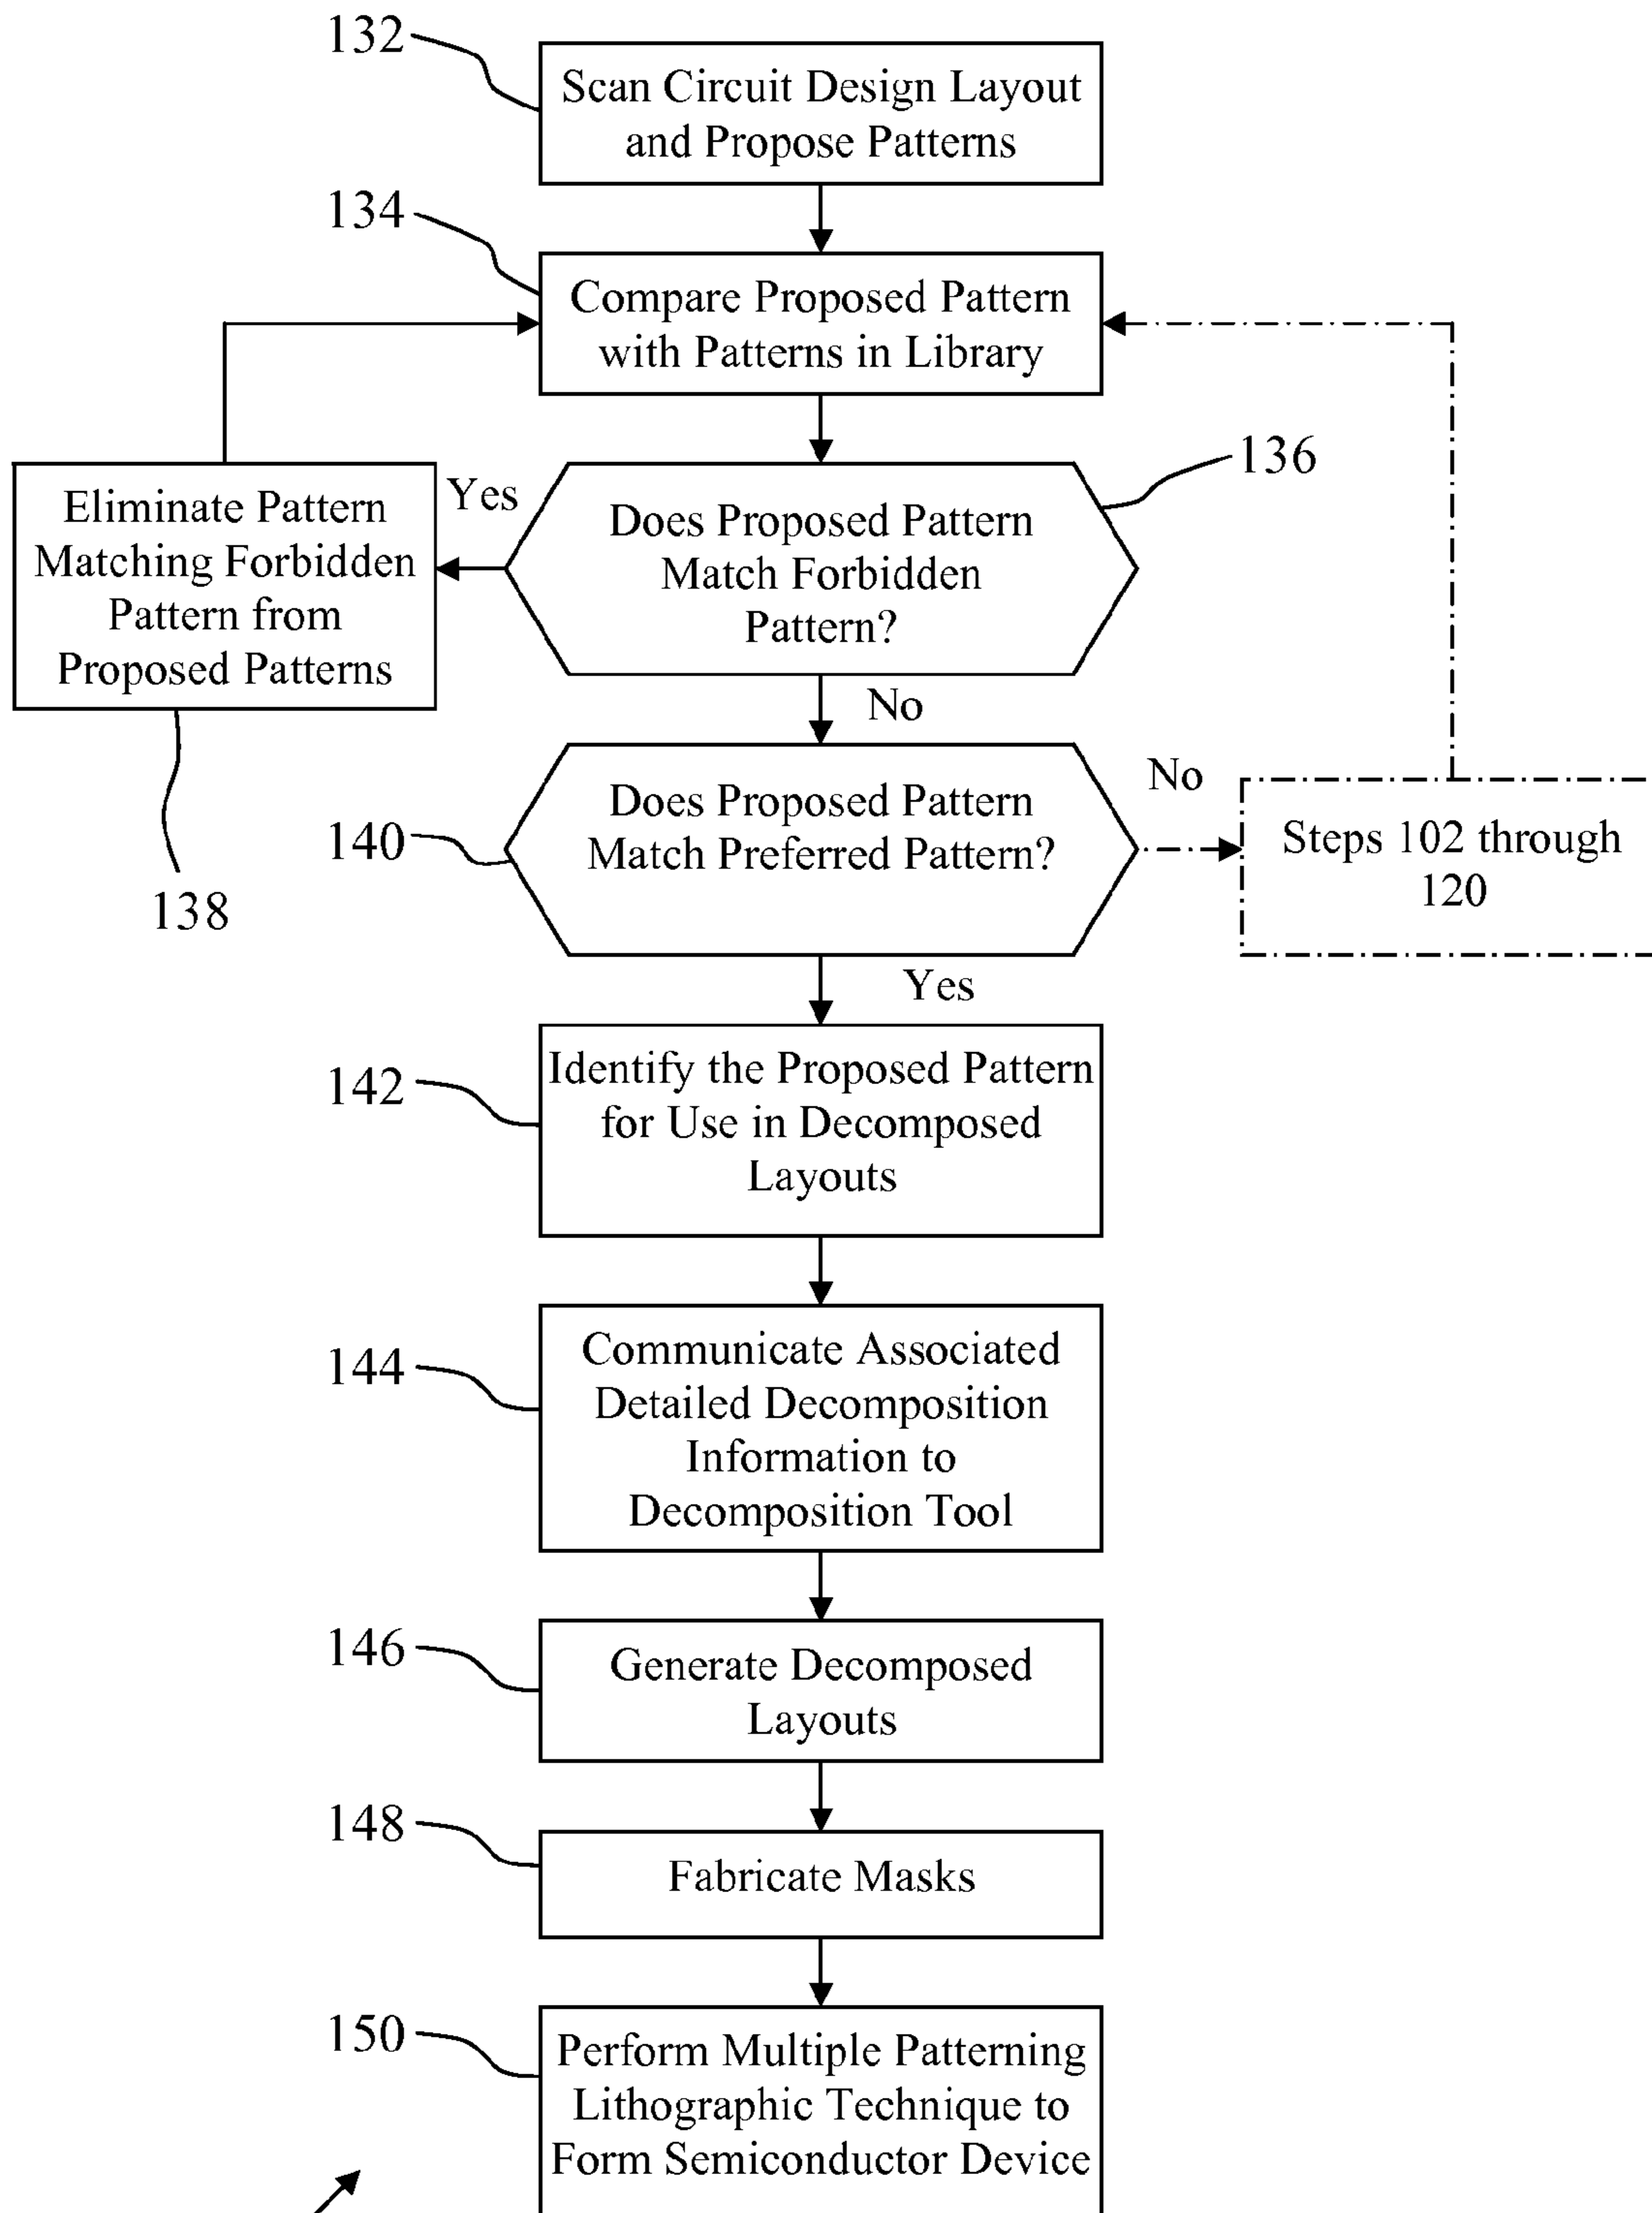 132
Scan Circuit Design Layout
and Propose Patterns
134
Compare Proposed Pattern
with Patterns in Library
136
Does Proposed Pattern
Match Forbidden
Pattern?
Yes
Eliminate Pattern
Matching Forbidden
Pattern from
Proposed Patterns
138
No
140
Does Proposed Pattern
Match Preferred Pattern?
No
Steps 102 through
120
Yes
142
Identify the Proposed Pattern
for Use in Decomposed
Layouts
144
Communicate Associated
Detailed Decomposition
Information to
Decomposition Tool
146
Generate Decomposed
Layouts
148
Fabricate Masks
150
Perform Multiple Patterning
Lithographic Technique to
Form Semiconductor Device